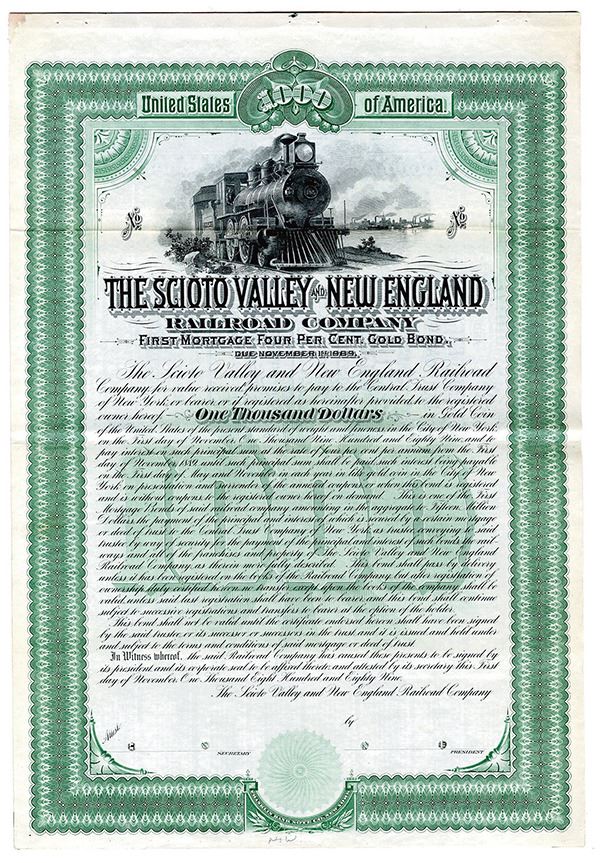 United States 1000 of America.
No No
THE SCIOTO VALLEY AND NEW ENGLAND
RAILROAD COMPANY
FIRST MORTGAGE FOUR PER CENT. GOLD BOND,
DUE NOVEMBER 1ST 1989,
The Scioto Valley and New England Railroad
Company, for value received, promises to pay to the Central Trust Company
of New York, or bearer, or if registered as hereinafter provided, to the registered
owner hereof One Thousand Dollars in Gold Coin
of the United States of the present standard of weight and fineness, in the City of New York
on the First day of November, One Thousand Nine Hundred and Eighty Nine, and to
pay interest on such principal sum at the rate of four per cent per annum from the First
day of November 1889, until such principal sum shall be paid, such interest being payable
on the First day of May and November in each year in like gold coin in the City of New
York, on presentation and surrender of the annexed coupons, or when this bond is registered
and is without coupons to the registered owner hereof on demand. This is one of the First
Mortgage Bonds of said railroad company amounting in the aggregate to Fifteen Million
Dollars, the payment of the principal and interest of which is secured by a certain mortgage
or deed of trust to the Central Trust Company of New York, as trustee, conveying to said
trustee by way of security for the payment of the principal and interest of such bonds the rail-
ways and all of the franchises and property of The Scioto Valley and New England
Railroad Company, as therein more fully described. This bond shall pass by delivery
unless it has been registered on the books of the Railroad Company, but after registration of
ownership, duly certified hereon, no transfer, except upon the books of the company, shall be
valid, unless said registration shall have been to bearer, and this bond shall continue
subject to successive registrations and transfers to bearer at the option of the holder.
This bond shall not be valid until the certificate endorsed hereon shall have been signed
by the said trustee, or its successor or successors in the trust, and it is issued and held under
and subject to the terms and conditions of said mortgage or deed of trust.
In Witness whereof, the said Railroad Company has caused these presents to be signed by
its president, and its corporate seal to be affixed thereto, and attested by its secretary this First
day of November, One Thousand Eight Hundred and Eighty Nine.
The Scioto Valley and New England Railroad Company
by
Attest
SECRETARY PRESIDENT